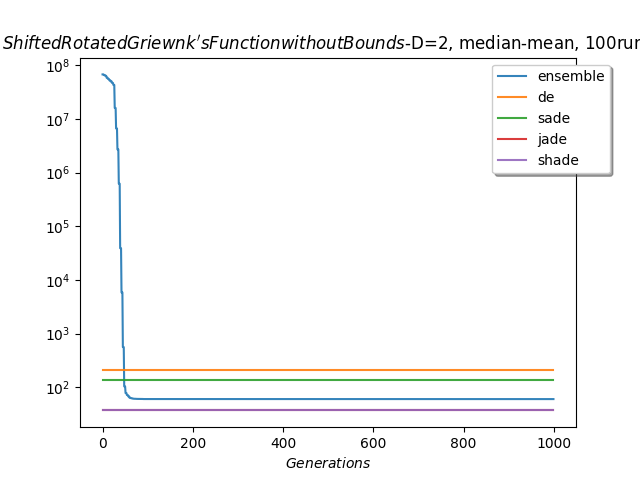 ShiftedRotatedGriewnk'sFunctionwithoutBounds-D=2, median-mean, 100run
10^8
10^7
10^6
10^5
10^4
10^3
10^2
ensemble
de
sade
jade
shade
0 200 400 600 800 1000
Generations